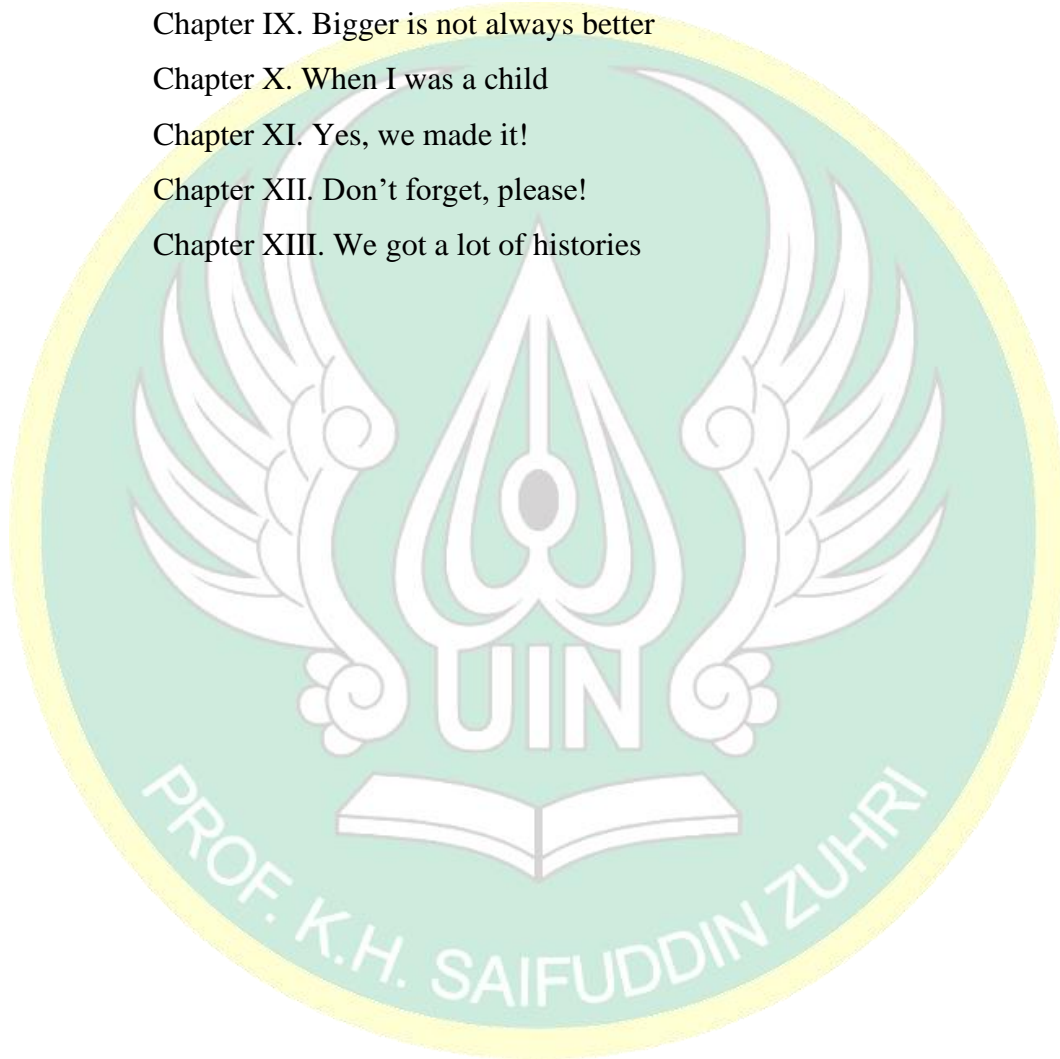 Chapter IX. Bigger is not always better
Chapter X. When I was a child
Chapter XI. Yes, we made it!
Chapter XII. Don’t forget, please!
Chapter XIII. We got a lot of histories
UIN
PROF. K.H. SAIFUDDIN ZUHRI